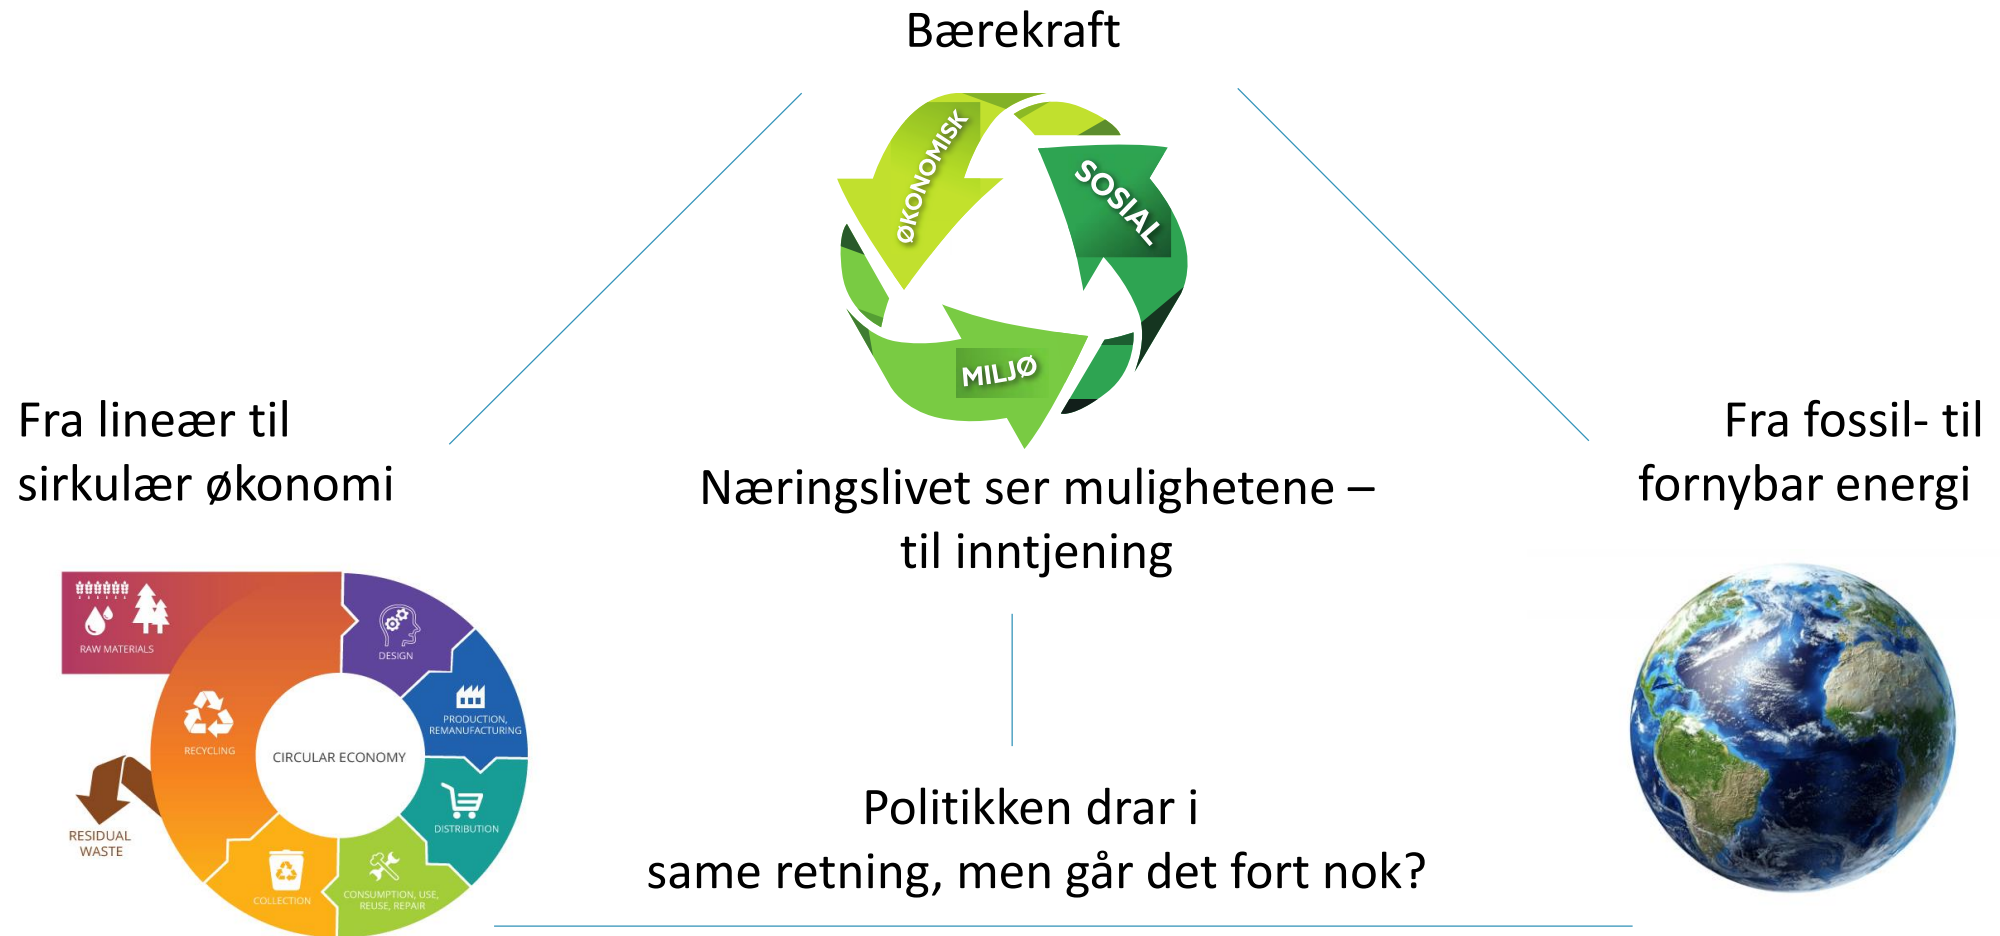 Bærekraft
ØKONOMISK
SOSIAL
MILJØ
Fra lineær til
sirkulær økonomi
Næringslivet ser mulighetene –
til inntjening
Fra fossil- til
fornybar energi
RAW MATERIALS
DESIGN
PRODUCTION,
REMANUFACTURING
RECYCLING
CIRCULAR ECONOMY
DISTRIBUTION
RESIDUAL
WASTE
COLLECTION
CONSUMPTION, USE,
REUSE, REPAIR
Politikken drar i
same retning, men går det fort nok?